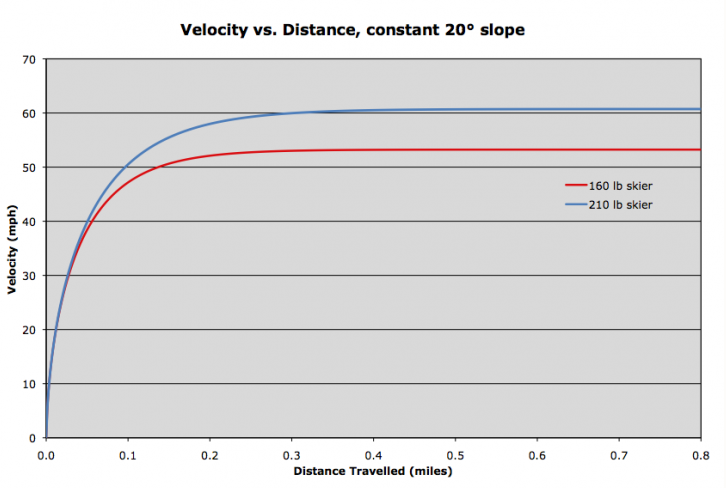 Velocity vs. Distance, constant 20° slope
70
60
50
40
30
20
10
0
Velocity (mph)
160 lb skier
210 lb skier
0.0 0.1 0.2 0.3 0.4 0.5 0.6 0.7 0.8
Distance Travelled (miles)